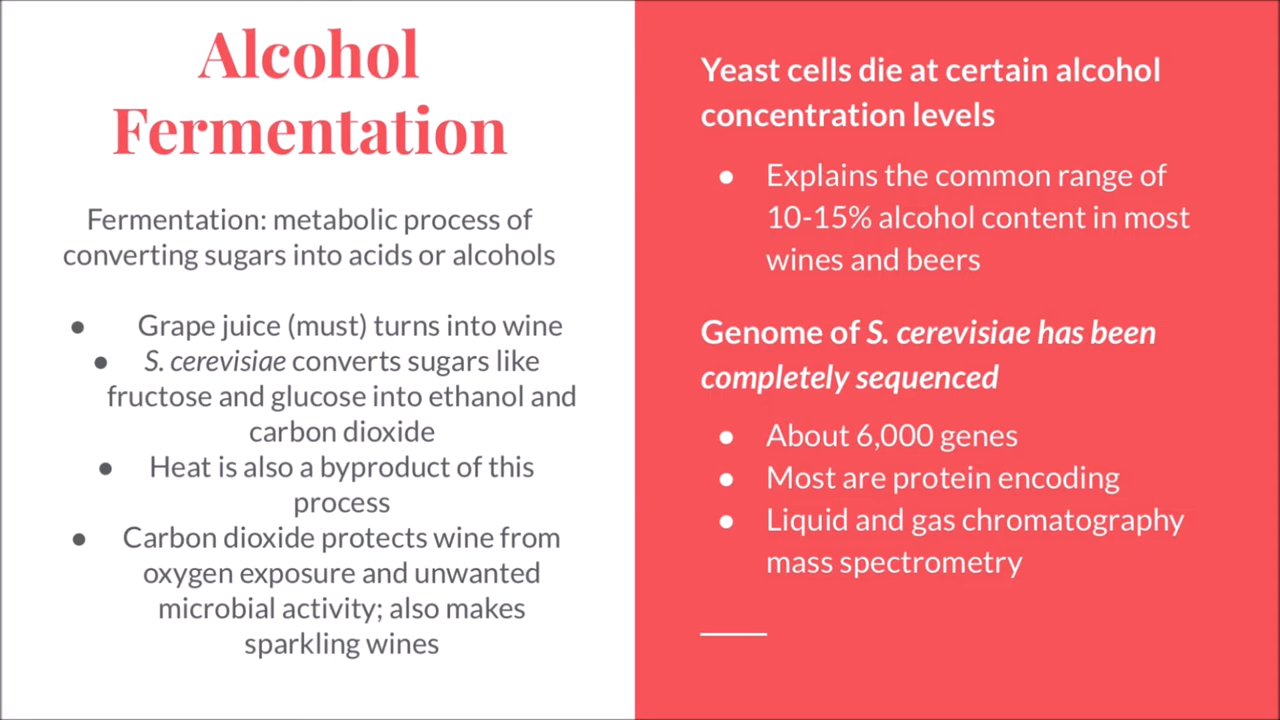 Alcohol
Fermentation
Fermentation: metabolic process of
converting sugars into acids or alcohols
● Grape juice (must) turns into wine
● S. cerevisiae converts sugars like
fructose and glucose into ethanol and
carbon dioxide
● Heat is also a byproduct of this
process
● Carbon dioxide protects wine from
oxygen exposure and unwanted
microbial activity; also makes
sparkling wines
Yeast cells die at certain alcohol
concentration levels
● Explains the common range of
10-15% alcohol content in most
wines and beers
Genome of S. cerevisiae has been
completely sequenced
● About 6,000 genes
● Most are protein encoding
● Liquid and gas chromatography
mass spectrometry